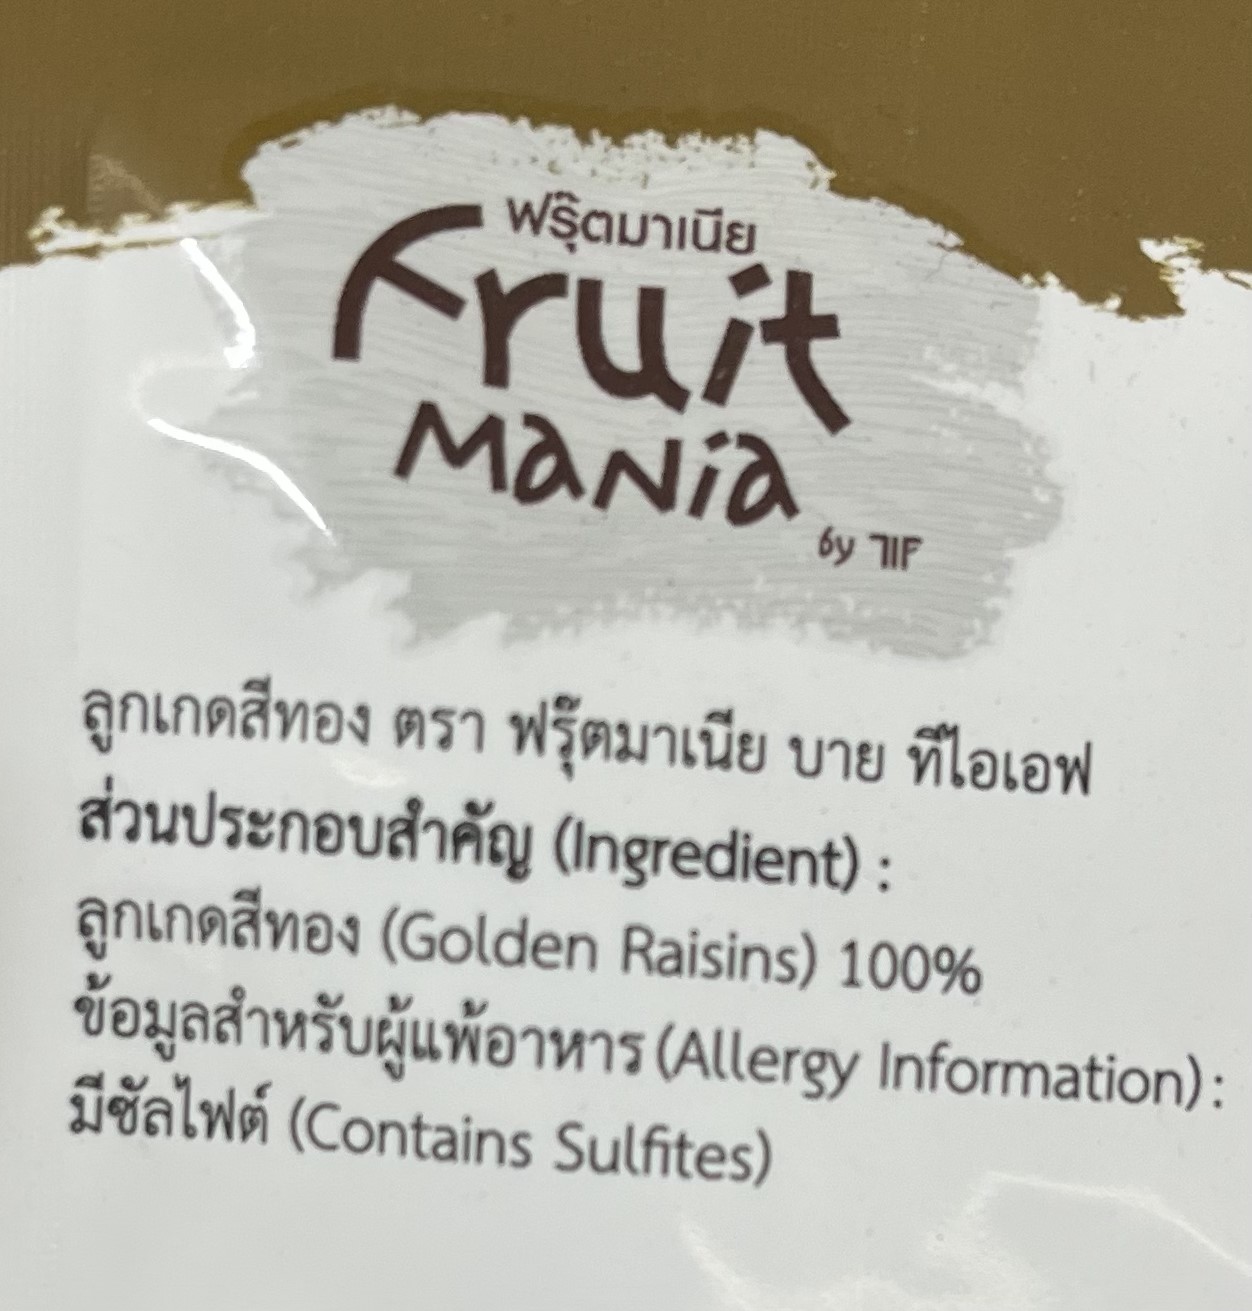 ฟรุ๊ตมาเนีย
Fruit
Mania
by TIF
ลูกเกดสีทอง ตรา ฟรุ๊ตมาเนีย บาย ทีไอเอฟ
ส่วนประกอบสำคัญ (Ingredient) :
ลูกเกดสีทอง (Golden Raisins) 100%
ข้อมูลสำหรับผู้แพ้อาหาร (Allergy Information) :
มีซัลไฟต์ (Contains Sulfites)